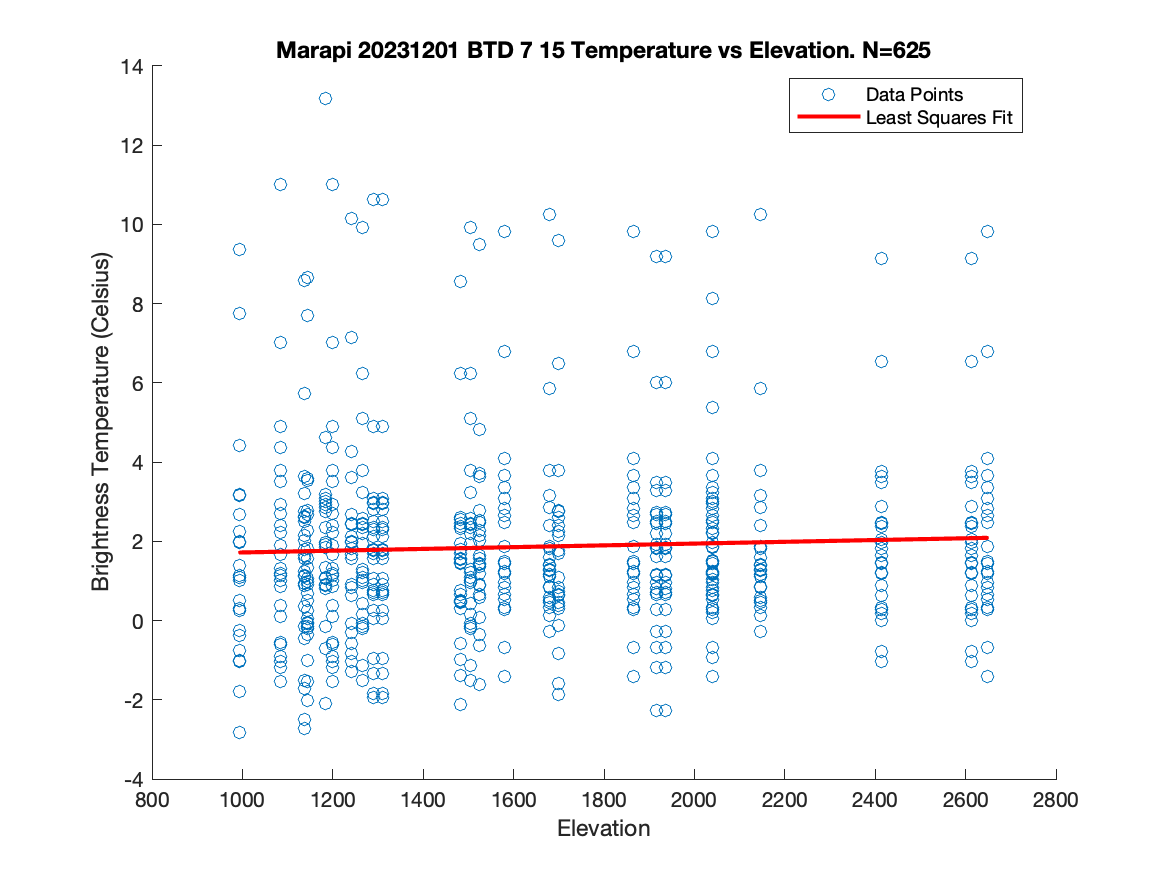 Marapi 20231201 BTD 7 15 Temperature vs Elevation. N=625
Data Points
Least Squares Fit
Brightness Temperature (Celsius)
14
12
10
8
6
4
2
0
-2
-4
800 1000 1200 1400 1600 1800 2000 2200 2400 2600 2800
Elevation